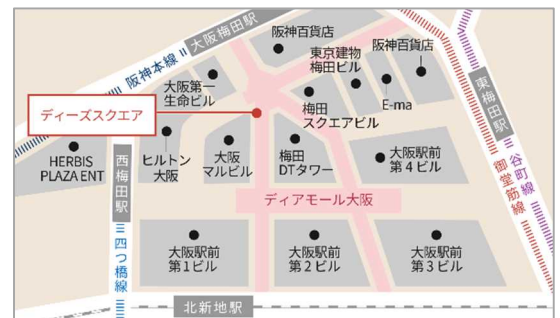 大阪梅田駅
阪神本線
阪神百貨店
東京建物
梅田ビル
阪神百貨店
大阪第一
生命ビル
梅田
スクエアビル
E-ma
東梅田駅
ディーズスクエア
HERBIS
PLAZA ENT
西梅田駅
ヒルトン
大阪
大阪
マルビル
梅田
DTタワー
大阪駅前
第4ビル
谷町線
御堂筋線
ディアモール大阪
四つ橋線
大阪駅前
第1ビル
大阪駅前
第2ビル
大阪駅前
第3ビル
北新地駅